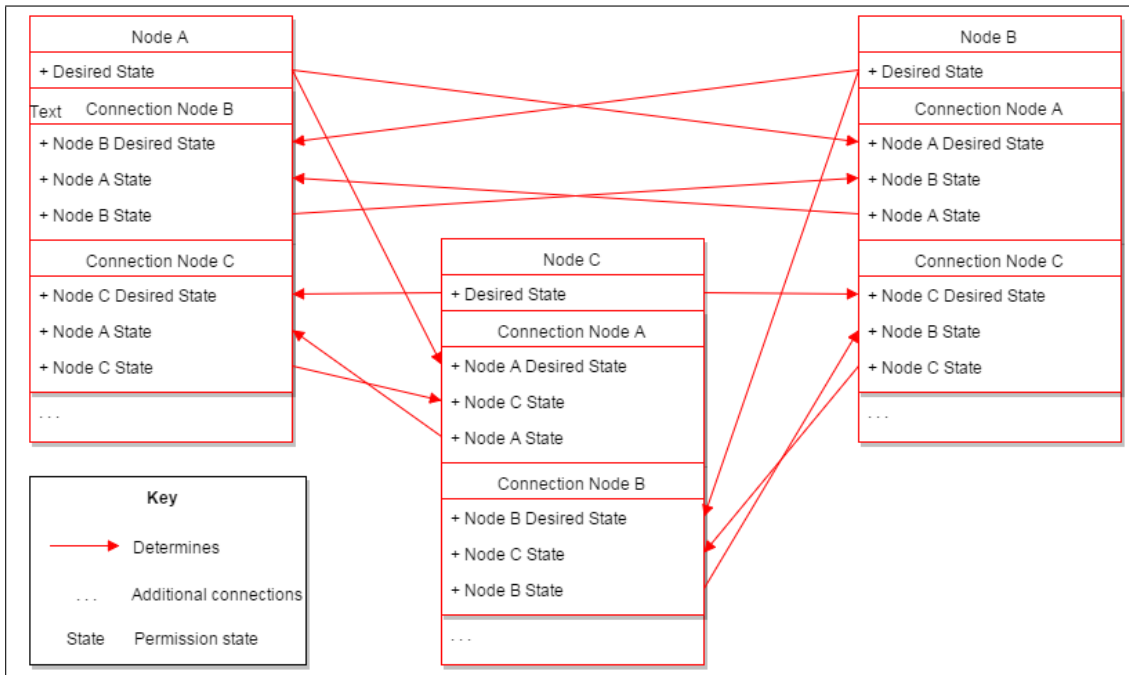 Node A
+ Desired State
Text
Connection Node B
+ Node B Desired State
+ Node A State
+ Node B State
Connection Node C
+ Node C Desired State
+ Node A State
+ Node C State
. . .
Node B
+ Desired State
Connection Node A
+ Node A Desired State
+ Node B State
+ Node A State
Connection Node C
+ Node C Desired State
+ Node B State
+ Node C State
. . .
Node C
+ Desired State
Connection Node A
+ Node A Desired State
+ Node C State
+ Node A State
Connection Node B
+ Node B Desired State
+ Node C State
+ Node B State
. . .
Key
Determines
. . . Additional connections
State Permission state